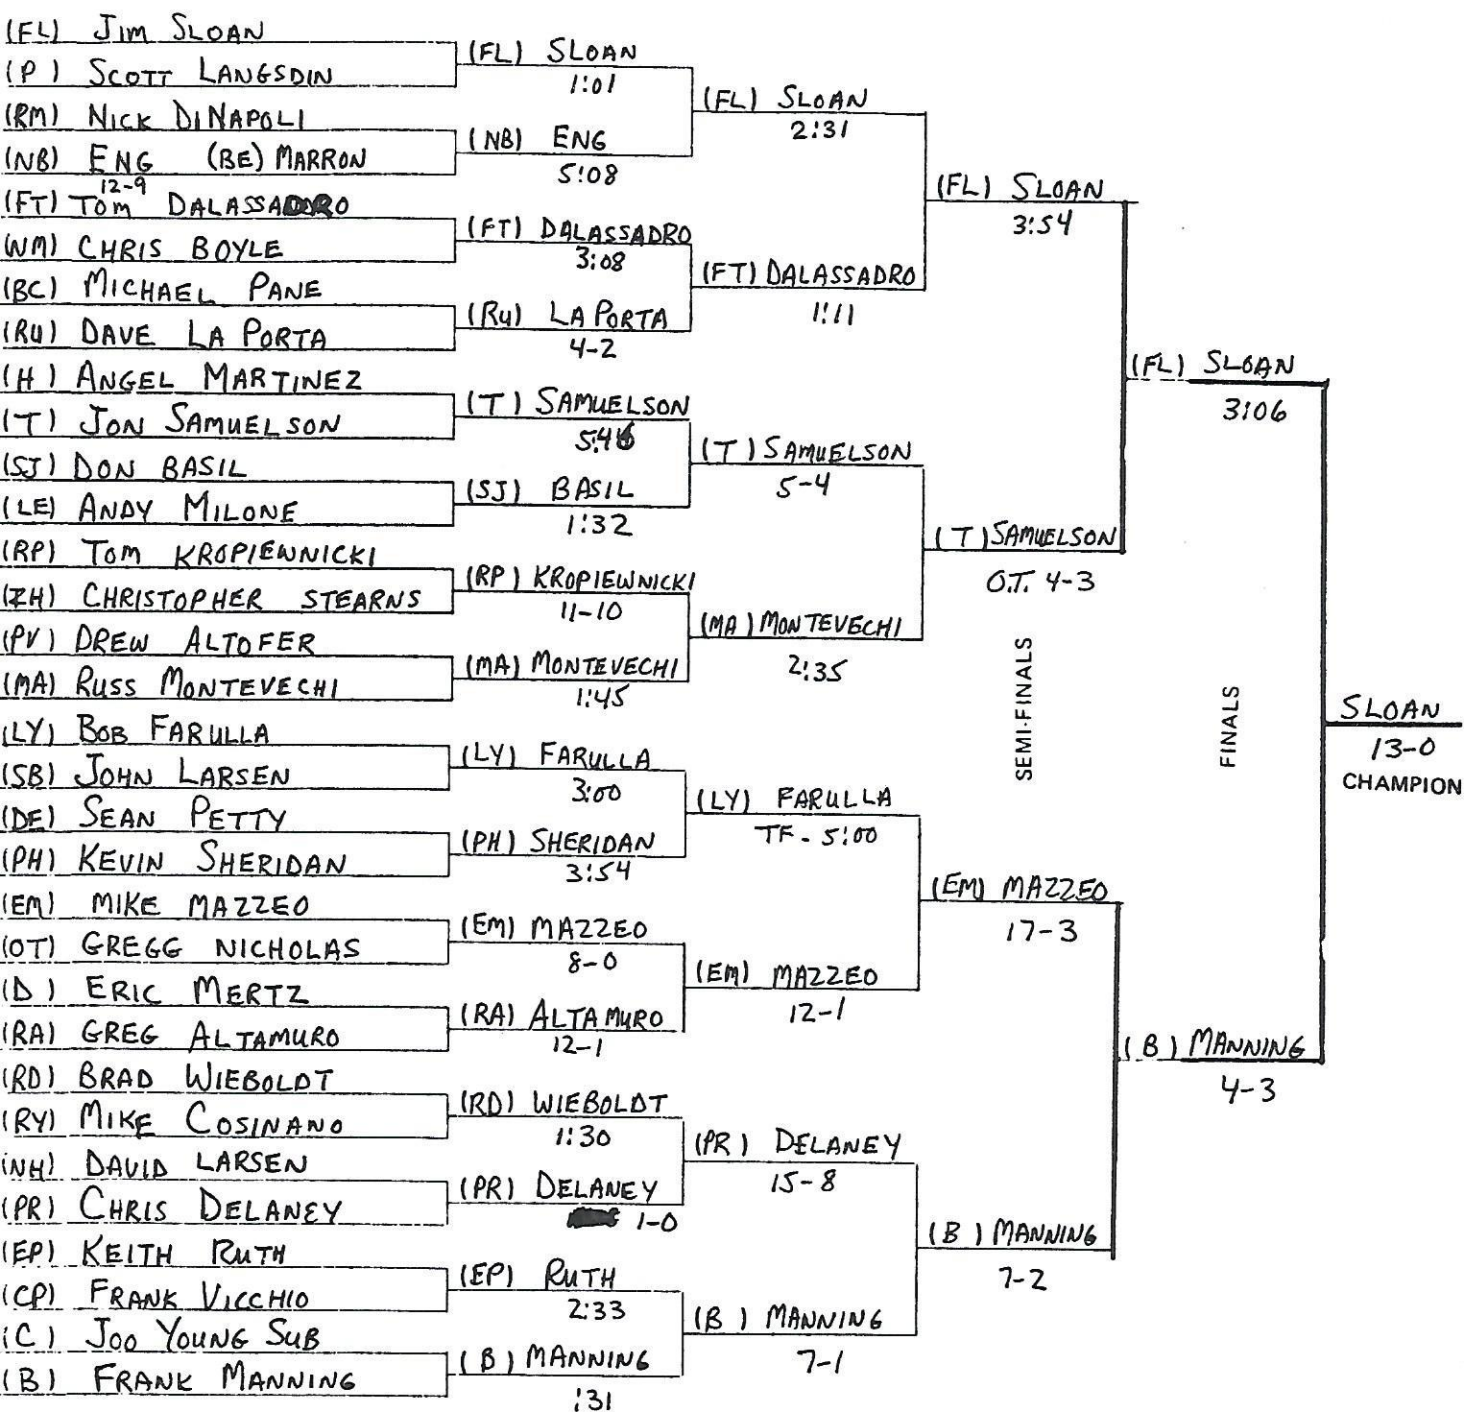 (FL) Jim SLOAN
(P) SCOTT LANGSDIN
(RM) NICK DINAPOLI
(NB) ENG (BE) MARRON
12-9
(FT) Tom DALASSADRO
(WM) CHRIS BOYLE
(BC) MICHAEL PANE
(RU) DAVE LA PORTA
(H) ANGEL MARTINEZ
(T) JON SAMUELSON
(SJ) DON BASIL
(LE) ANDY MILONE
(RP) Tom KROPIEWNICKI
CHRISTOPHER STEARNS
(PV) DREW ALTOFER
(MA) RUSS MONTEVECHI
(LY) BOB FARULLA
(SB) JOHN LARSEN
(DE) SEAN PETTY
(PH) KEVIN SHERIDAN
(EM) MIKE MAZZEO
(OT) GREGG NICHOLAS
(D) ERIC MERTZ
(RA) GREG ALTAMURO
(RD) BRAD WIEBOLDT
(RY) MIKE COSINANO
(NH) DAVID LARSEN
(PR) CHRIS DELANEY
(EP) KEITH RUTH
(CP) FRANK VICCHIO
(C) JOO YOUNG SUB
(B) FRANK MANNING
(FL) SLOAN
1:01
(NB) ENG
5:08
(FT) DALASSADRO
3:08
(RU) LA PORTA
4-2
(T) SAMUELSON
(SJ) BASIL
1:32
(RP) KROPIEWNICKI
11-10
(MA) MONTEVECHI
1:45
(LY) FARULLA
3:00
(PH) SHERIDAN
3:54
(EM) MAZZEO
8-0
(RA) ALTAMURO
12-1
(RD) WIEBOLDT
1:30
(PR) DELANEY
1-0
(EP) RUTH
2:33
(B) MANNING
:31
(FL) SLOAN
2:31
(FT) DALASSADRO
1:11
(T) SAMUELSON
5-4
(MA) MONTEVECHI
2:35
(LY) FARULLA
TF - 5:00
(EM) MAZZEO
12-1
(PR) DELANEY
15-8
(B) MANNING
7-1
(FL) SLOAN
3:54
(T) SAMUELSON
O.T. 4-3
(EM) MAZZEO
17-3
(B) MANNING
7-2
SEMI-FINALS
(FL) SLOAN
3:06
(B) MANNING
4-3
FINALS
SLOAN
13-0
CHAMPION